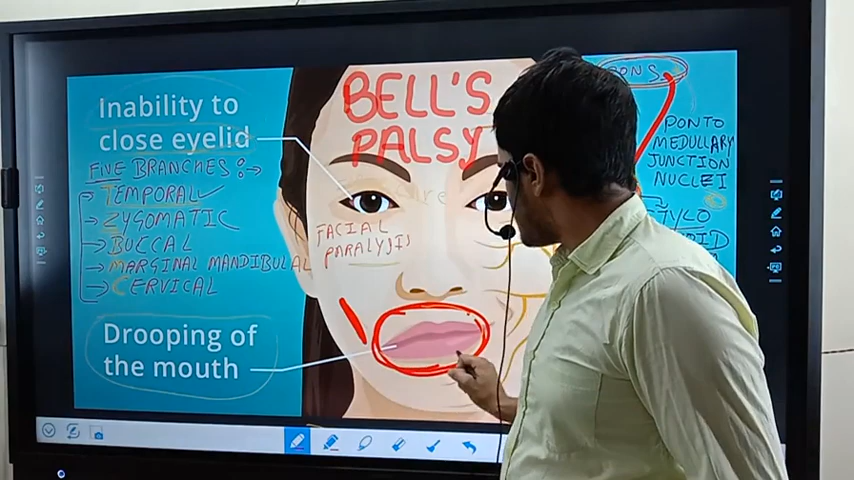 Inability to
close eyelid
FIVE BRANCHES :→
TEMPORAL
ZYGOMATIC
BUCCAL
MARGINAL MANDIBULAL
CERVICAL
Drooping of
the mouth
BELL'S
PALSY
FACIAL
PARALYSIS
PONS
PONTO
MEDULLARY
JUNCTION
NUCLEI
STYLO